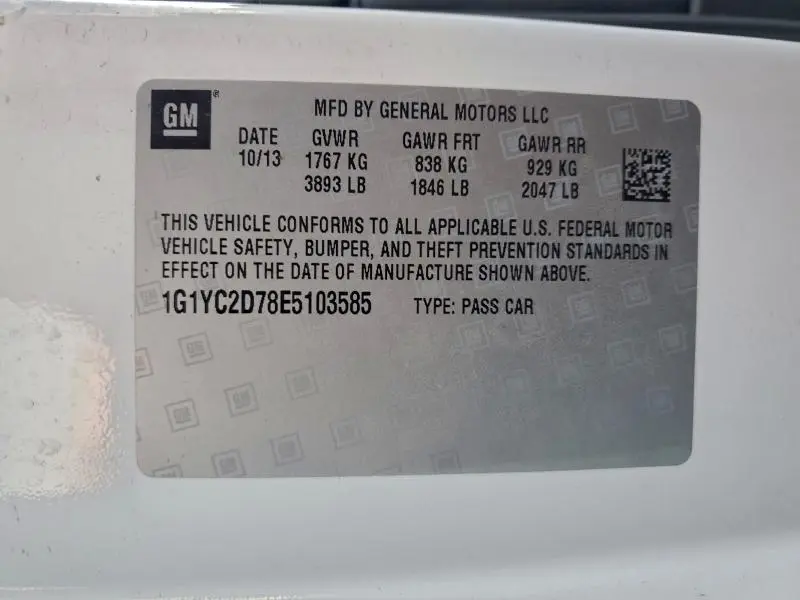 GM ®
MFD BY GENERAL MOTORS LLC
DATE GVWR GAWR FRT GAWR RR
10/13 1767 KG 838 KG 929 KG
3893 LB 1846 LB 2047 LB
THIS VEHICLE CONFORMS TO ALL APPLICABLE U.S. FEDERAL MOTOR
VEHICLE SAFETY, BUMPER, AND THEFT PREVENTION STANDARDS IN
EFFECT ON THE DATE OF MANUFACTURE SHOWN ABOVE.
1G1YC2D78E5103585 TYPE: PASS CAR